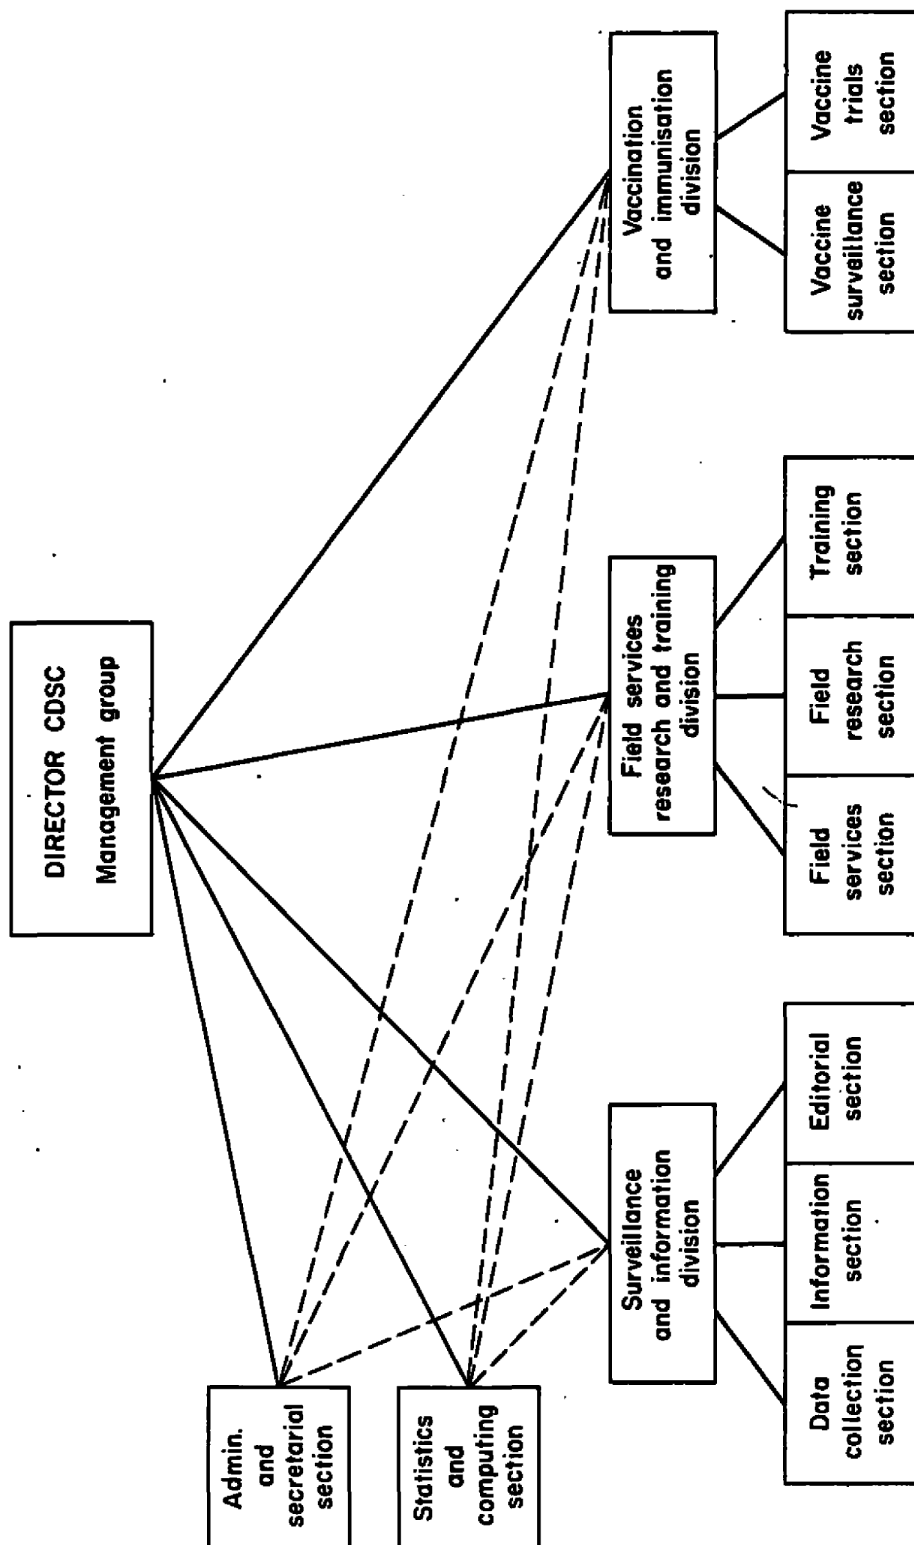 DIRECTOR CDSC
Management group
Admin.
and
secretarial
section
Statistics
and
computing
section
Surveillance
and information
division
Field services
research and training
division
Vaccination
and immunisation
division
Data
collection
section
Information
section
Editorial
section
Field
services
section
Field
research
section
Training
section
Vaccine
surveillance
section
Vaccine
trials
section